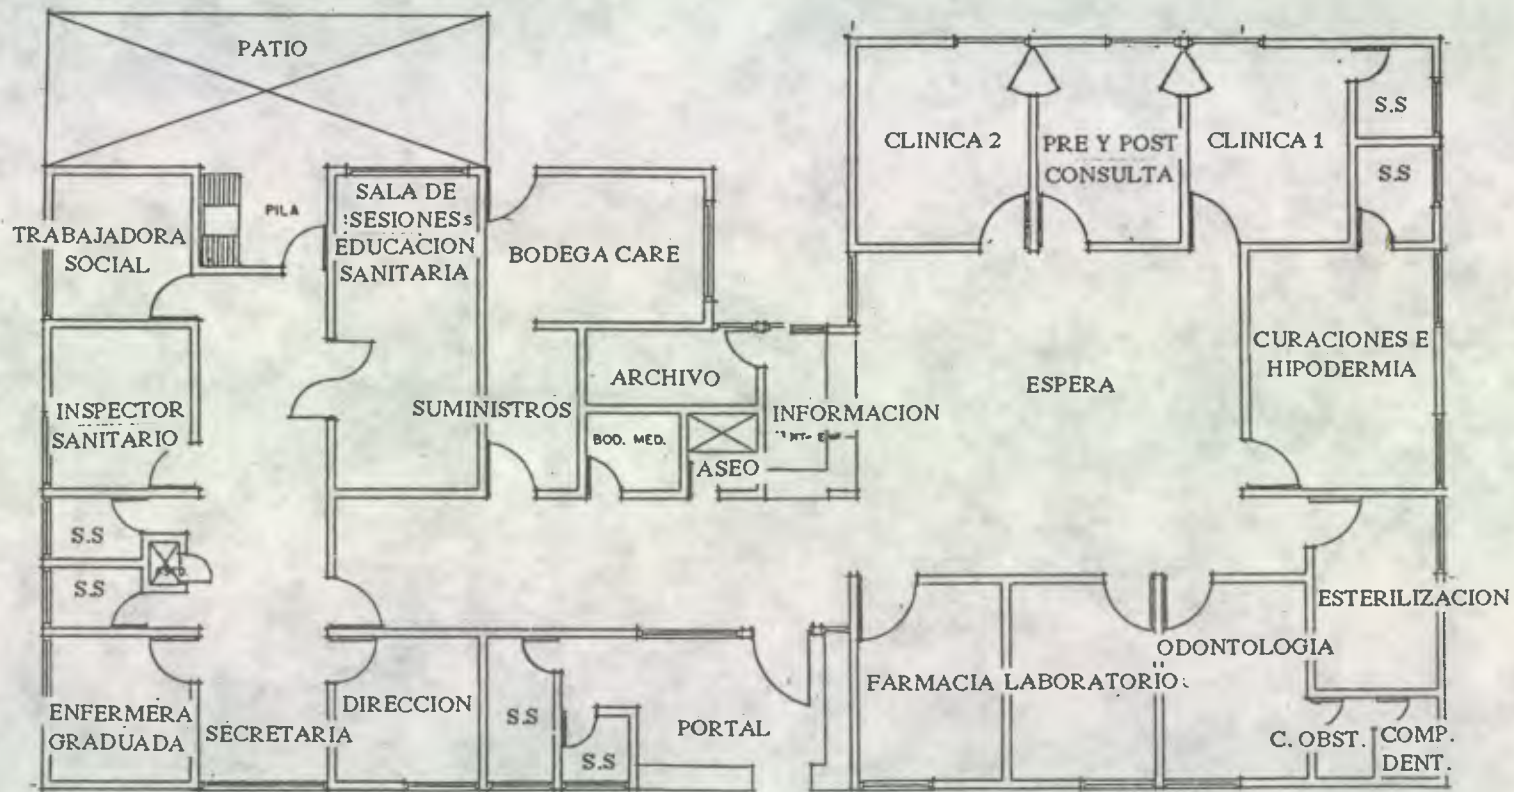 PATIO
CLINICA 2
PRE Y POST
CONSULTA
CLINICA 1
S.S
S.S
TRABAJADORA
SOCIAL
PILA
SALA DE
SESIONES
EDUCACION
SANITARIA
BODEGA CARE
CURACIONES E
HIPODERMIA
ARCHIVO
ESPERA
INSPECTOR
SANITARIO
SUMINISTROS
BOD. MED.
ASEO
INFORMACION
S.S
S.S
ESTERILIZACION
ENFERMERA
GRADUADA
SECRETARIA
DIRECCION
S.S
S.S
PORTAL
FARMACIA
LABORATORIO
ODONTOLOGIA
C. OBST.
COMP.
DENT.